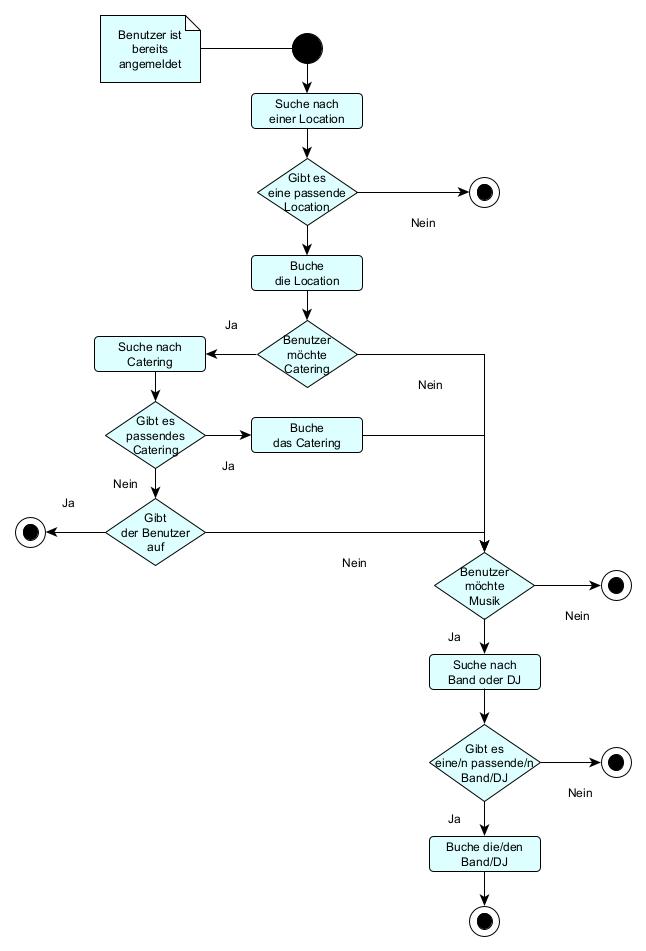 Benutzer ist
bereits
angemeldet
Suche nach
einer Location
Gibt es
eine passende
Location
Nein
Buche
die Location
Ja
Benutzer
möchte
Catering
Nein
Suche nach
Catering
Gibt es
passendes
Catering
Ja
Buche
das Catering
Nein
Ja
Gibt
der Benutzer
auf
Nein
Benutzer
möchte
Musik
Nein
Ja
Suche nach
Band oder DJ
Gibt es
eine/n passende/n
Band/DJ
Nein
Ja
Buche die/den
Band/DJ